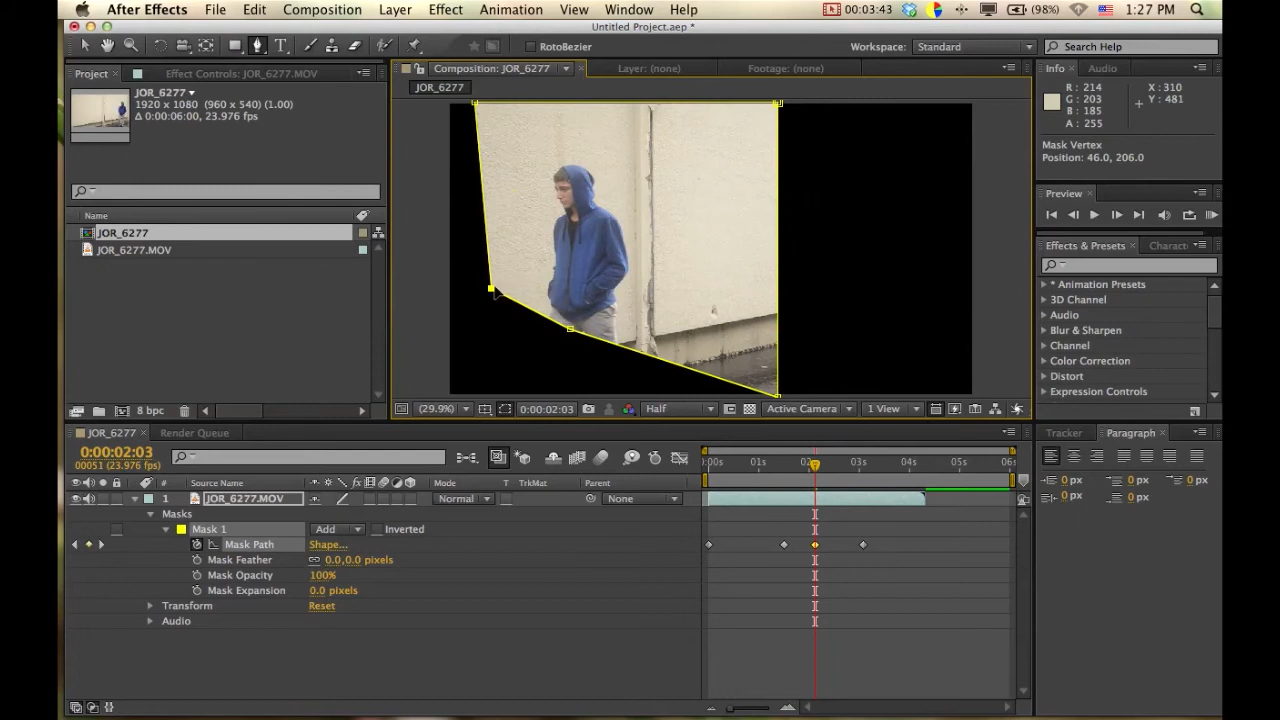 After Effects File Edit Composition Layer Effect Animation View Window Help 00:03:43 (98%) 1:27 PM
Untitled Project.aep *
RotoBezier Workspace: Standard Search Help
Project Effect Controls: JOR_6277.MOV
Composition: JOR_6277 Layer: (none) Footage: (none)
Info Audio
JOR_6277
JOR_6277
1920 x 1080 (960 x 540) (1.00)
Δ 0:00:06:00, 23.976 fps
R: 214 X: 310
G: 203 Y: 481
B: 185
A: 255
Mask Vertex
Position: 46.0, 206.0
Preview
Name
JOR_6277
JOR_6277.MOV
Effects & Presets Charact
* Animation Presets
3D Channel
Audio
Blur & Sharpen
Channel
Color Correction
Distort
Expression Controls
8 bpc
(29.9%) 0:00:02:03 Half Active Camera 1 View
JOR_6277 Render Queue
Tracker Paragraph
0:00:02:03
00051 (23.976 fps)
0 px 0 px 0 px
0 px 0 px
# Source Name Mode T TrkMat Parent
:00s 01s 02 03s 04s 05s 06s
1 JOR_6277.MOV Normal None
Masks
Mask 1 Add Inverted
Mask Path Shape...
Mask Feather 0.0,0.0 pixels
Mask Opacity 100%
Mask Expansion 0.0 pixels
Transform Reset
Audio